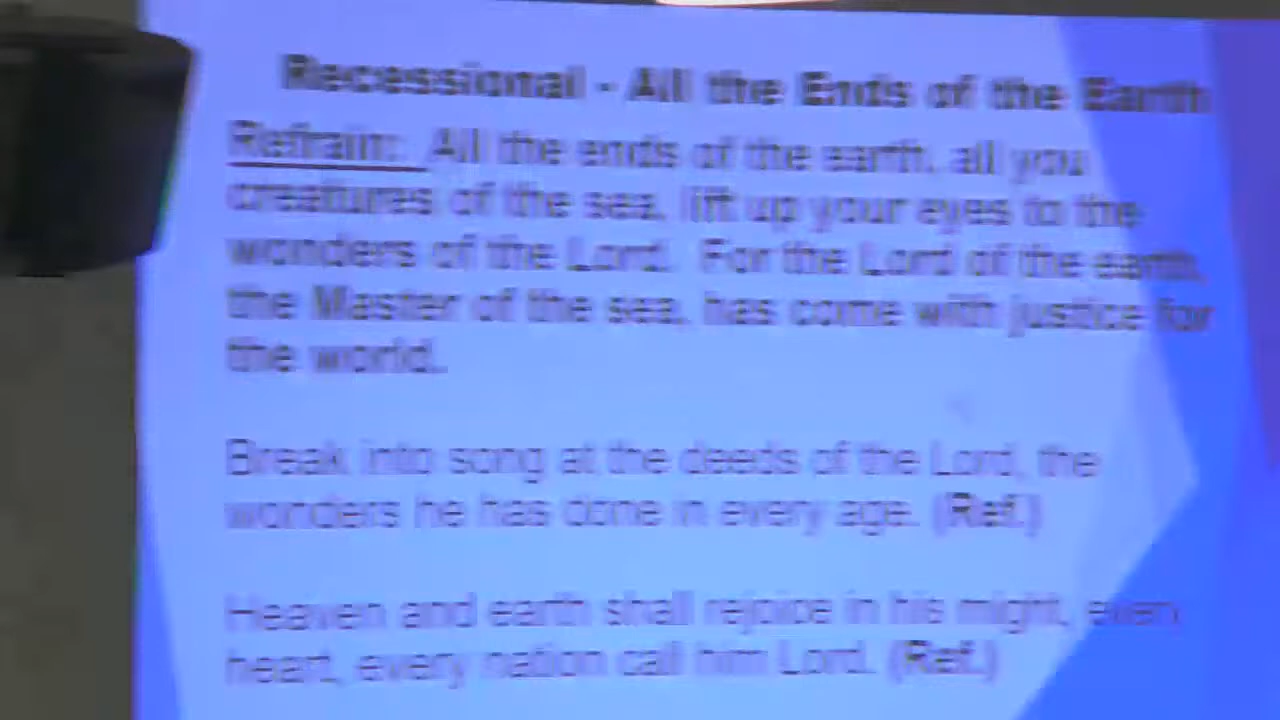 Recessional - All the Ends of the Earth
Refrain: All the ends of the earth, all you
creatures of the sea, lift up your eyes to the
wonders of the Lord. For the Lord of the earth,
the Master of the sea, has come with justice for
the world.
Break into song at the deeds of the Lord, the
wonders he has done in every age. (Ref.)
Heaven and earth shall rejoice in his might, every
heart, every nation call him Lord. (Ref.)